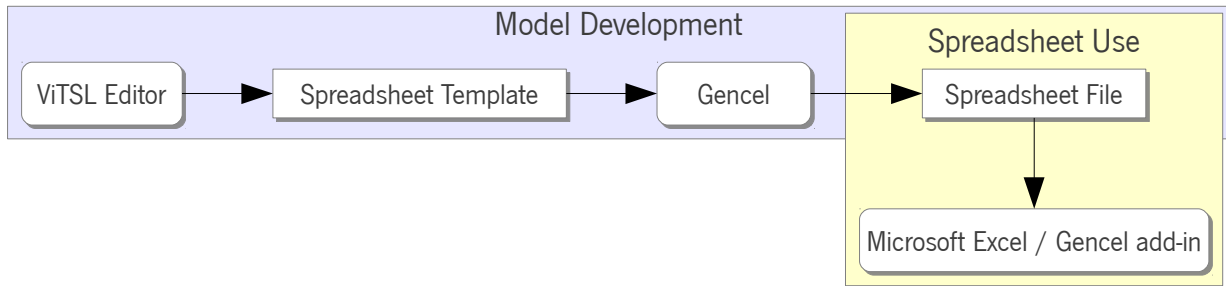 Model Development
Spreadsheet Use
ViTSL Editor
Spreadsheet Template
Gencel
Spreadsheet File
Microsoft Excel / Gencel add-in